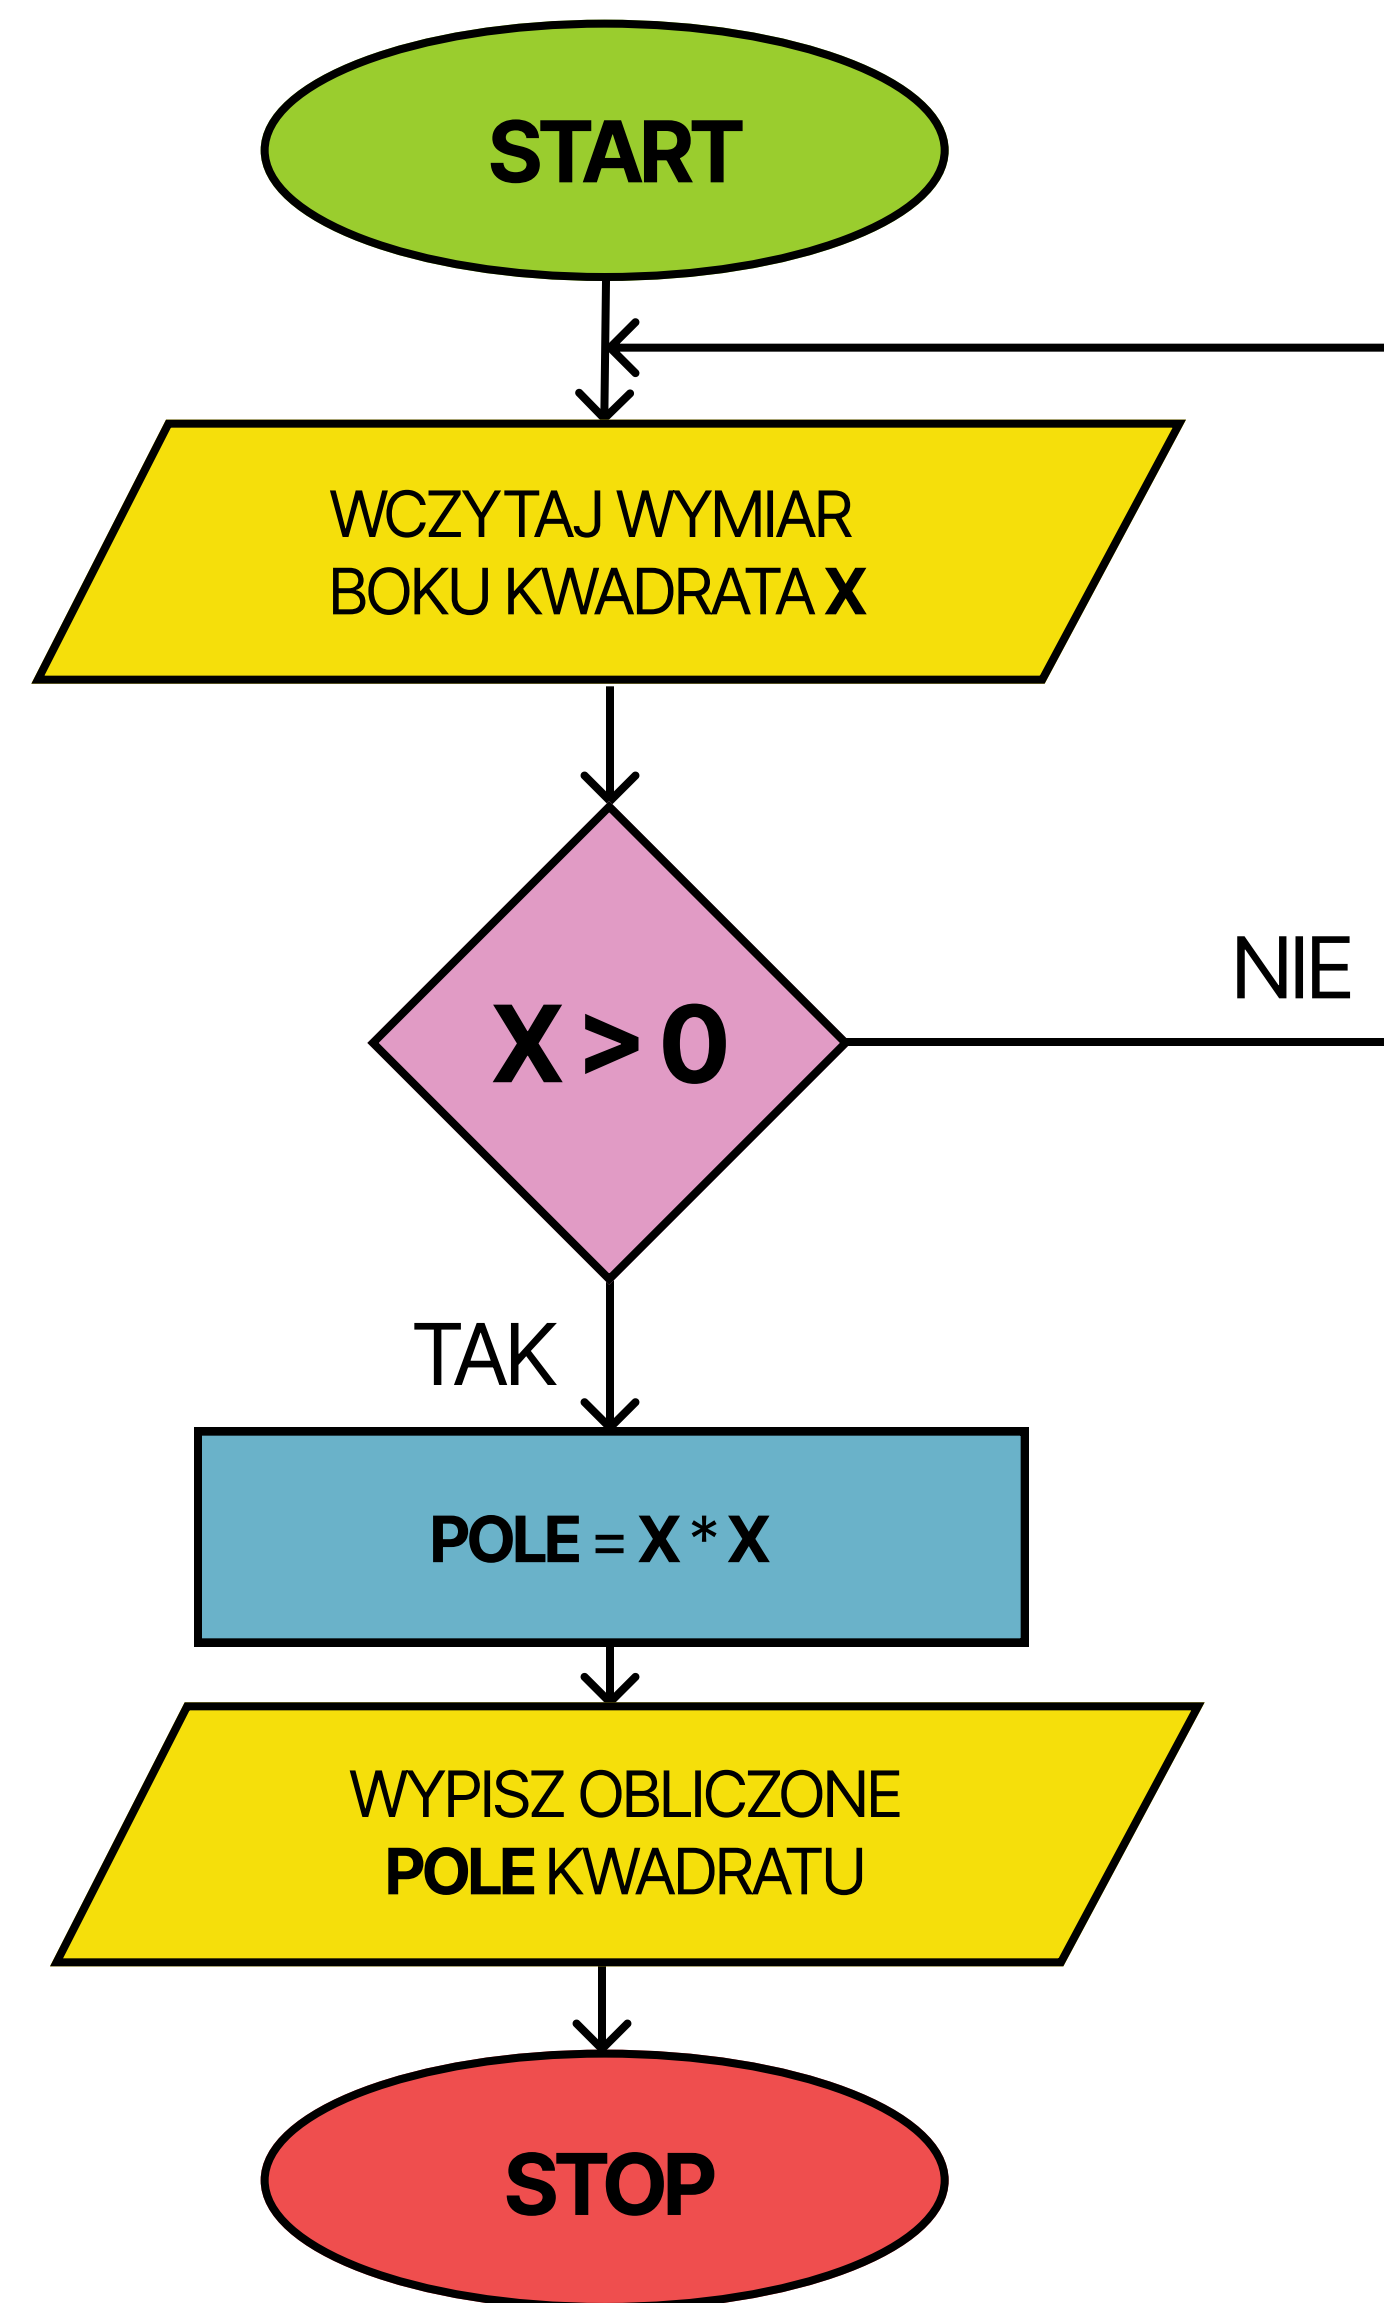 START
WCZYTAJ WYMIAR
BOKU KWADRATA X
X > 0
NIE
TAK
POLE = X * X
WYPISZ OBLICZONE
POLE KWADRATU
STOP